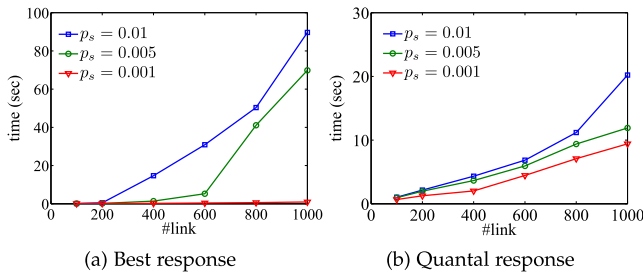 100
80
60
40
20
0
time (sec)
p_s = 0.01
p_s = 0.005
p_s = 0.001
0 200 400 600 800 1000
#link
(a) Best response
30
20
10
0
time (sec)
p_s = 0.01
p_s = 0.005
p_s = 0.001
0 200 400 600 800 1000
#link
(b) Quantal response